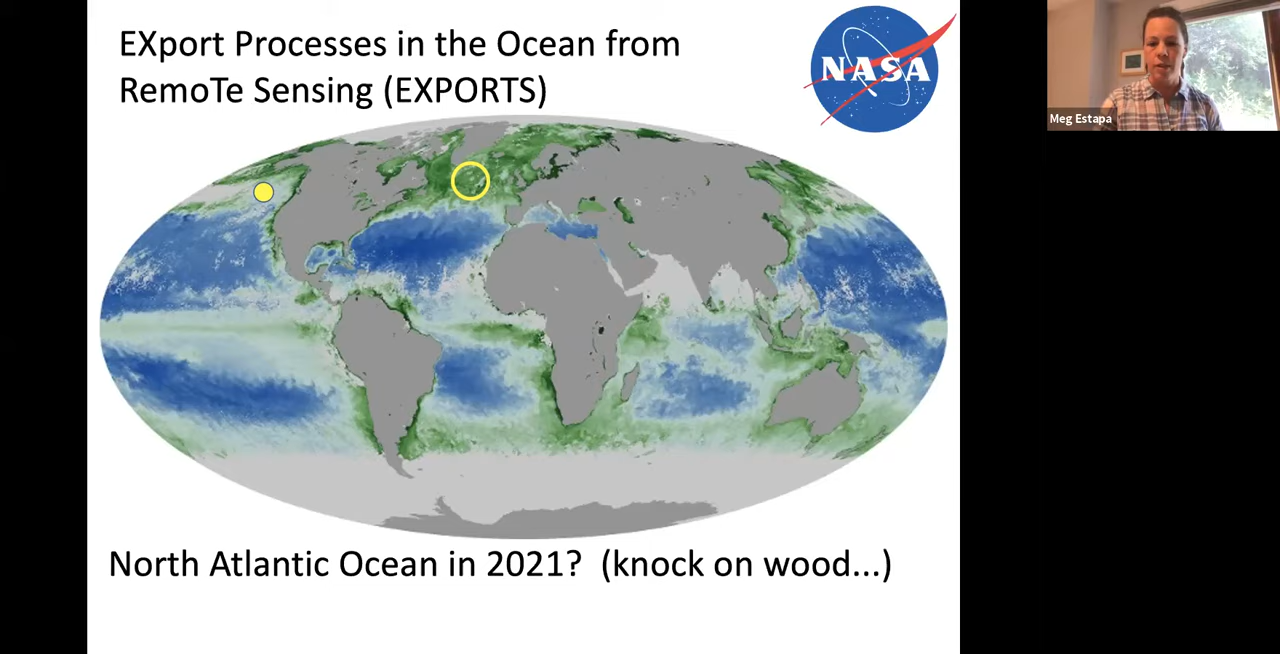 EXport Processes in the Ocean from
RemoTe Sensing (EXPORTS)
NASA
Meg Estapa
North Atlantic Ocean in 2021? (knock on wood...)